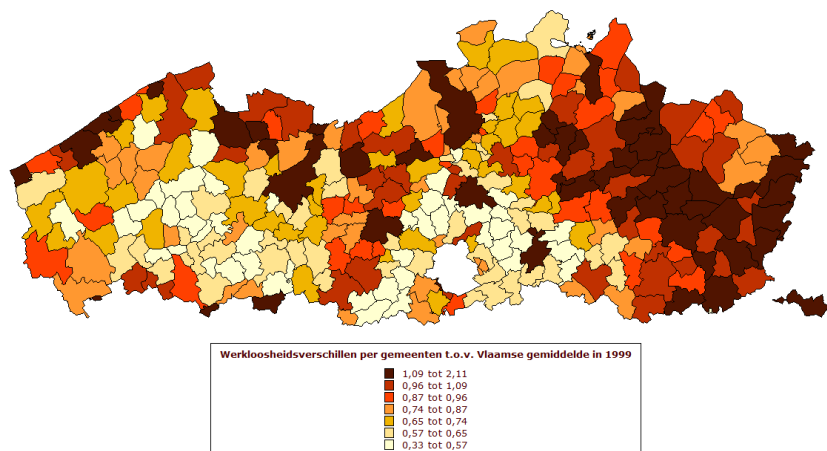 Werkloosheidsverschillen per gemeenten t.o.v. Vlaamse gemiddelde in 1999
1,09 tot 2,11
0,96 tot 1,09
0,87 tot 0,96
0,74 tot 0,87
0,65 tot 0,74
0,57 tot 0,65
0,33 tot 0,57